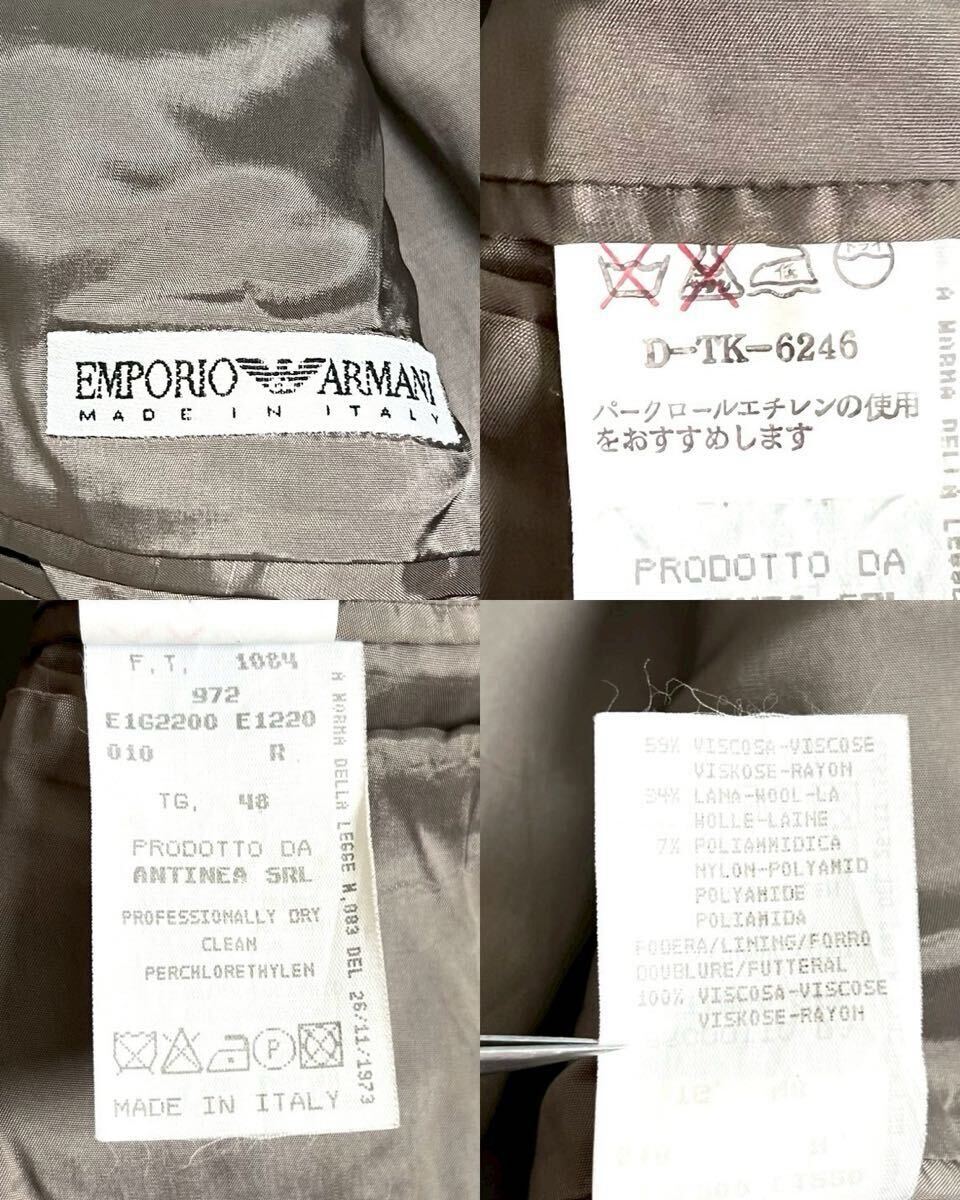 EMPORIO ARMANI
MADE IN ITALY
ドライ
低
D-TK-6246
パークロールエチレンの使用
をおすすめします
PRODOTTO DA
F.T. 1084
972
E1G2200 E1220
010 R
TG. 48
PRODOTTO DA
ANTINEA SRL
PROFESSIONALLY DRY
CLEAN
PERCHLORETHYLEN
P
MADE IN ITALY
A NORMA DELLA LEGGE N.883 DEL 26/11/1973
59% VISCOSA-VISCOSE
VISKOSE-RAYON
LANA-WOOL-LA
WOLLE-LAINE
7% POLIAMMIDICA
NYLON-POLYAMID
POLYAMIDE
POLIAMIDA
FODERA/LINING/FORRO
DOUBLURE/FUTTERAL
100% VISCOSA-VISCOSE
VISKOSE-RAYON